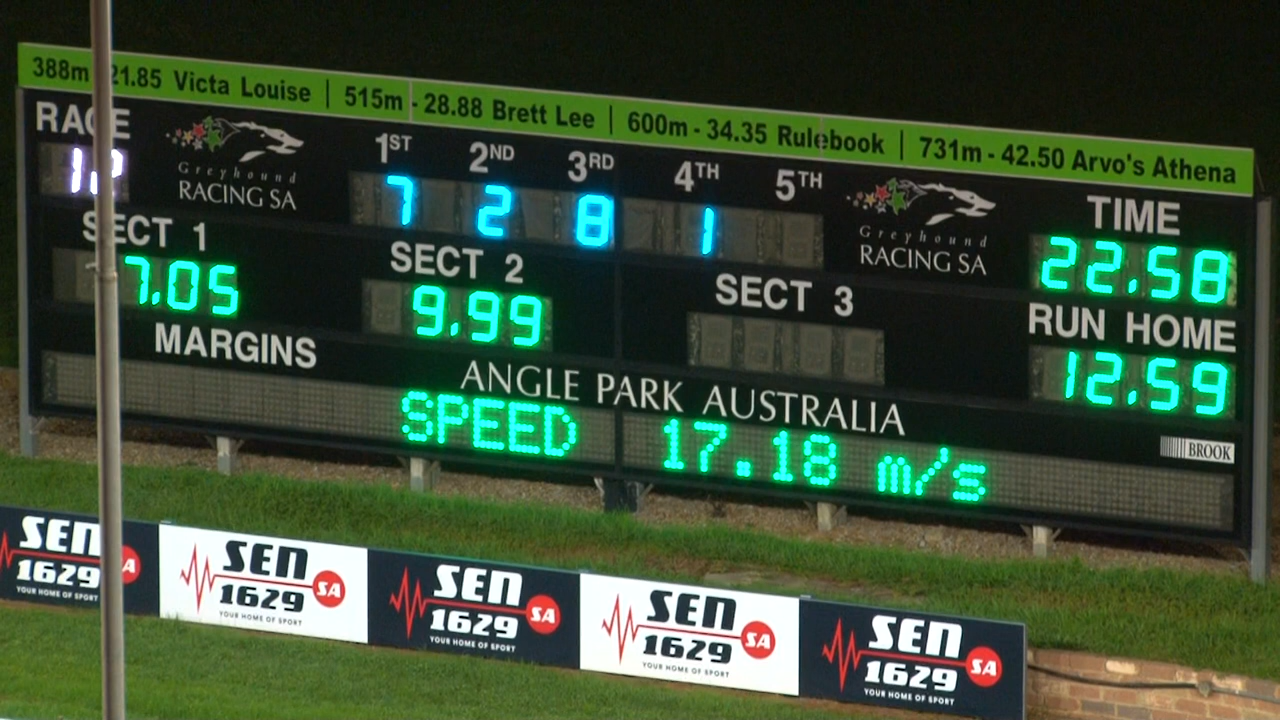 388m 21.85 Victa Louise | 515m - 28.88 Brett Lee | 600m - 34.35 Rulebook | 731m - 42.50 Arvo's Athena
RACE
12
Greyhound
RACING SA
1ST 2ND 3RD 4TH 5TH
7 2 8 1
Greyhound
RACING SA
TIME
22.58
SECT 1
7.05
SECT 2
9.99
SECT 3
RUN HOME
12.59
MARGINS
ANGLE PARK AUSTRALIA
SPEED 17.18 m/s
BROOK
SEN
1629
SA
YOUR HOME OF SPORT
SEN
1629
SA
YOUR HOME OF SPORT
SEN
1629
SA
YOUR HOME OF SPORT
SEN
1629
SA
YOUR HOME OF SPORT
SEN
1629
SA
YOUR HOME OF SPORT